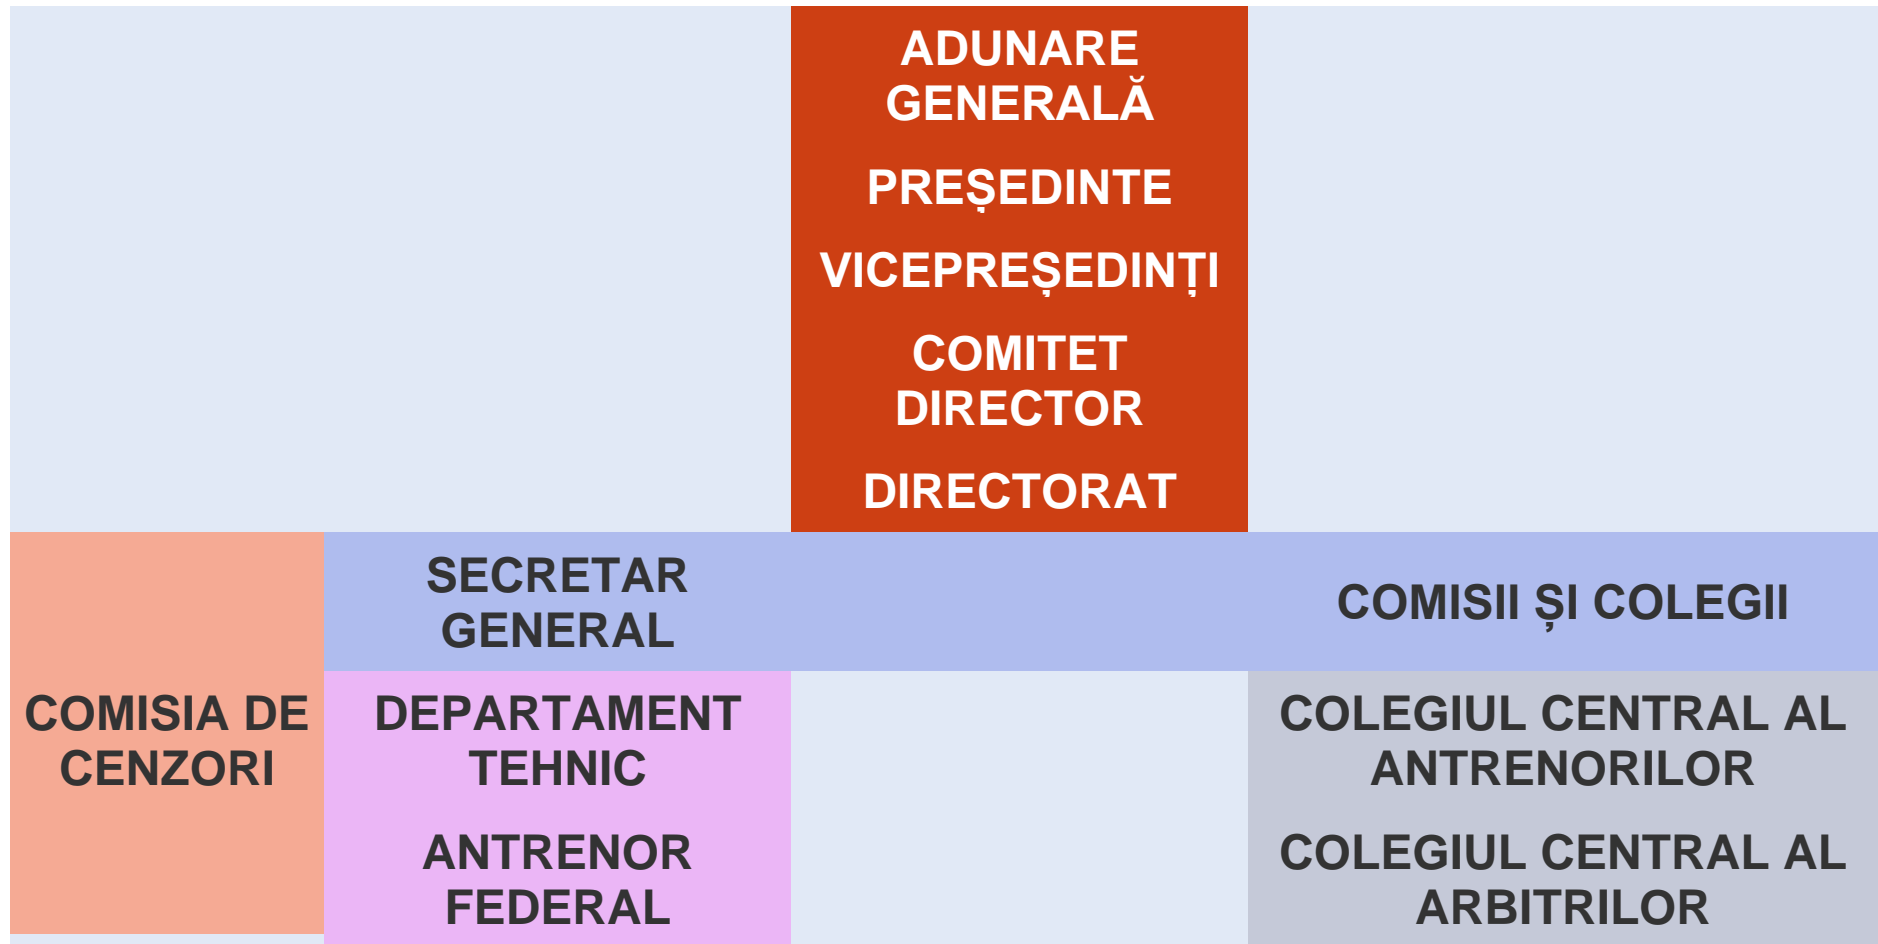 ADUNARE
GENERALĂ
PREȘEDINTE
VICEPREȘEDINȚI
COMITET
DIRECTOR
DIRECTORAT
SECRETAR
GENERAL
COMISII ȘI COLEGII
COMISIA DE
CENZORI
DEPARTAMENT
TEHNIC
COLEGIUL CENTRAL AL
ANTRENORILOR
ANTRENOR
FEDERAL
COLEGIUL CENTRAL AL
ARBITRILOR